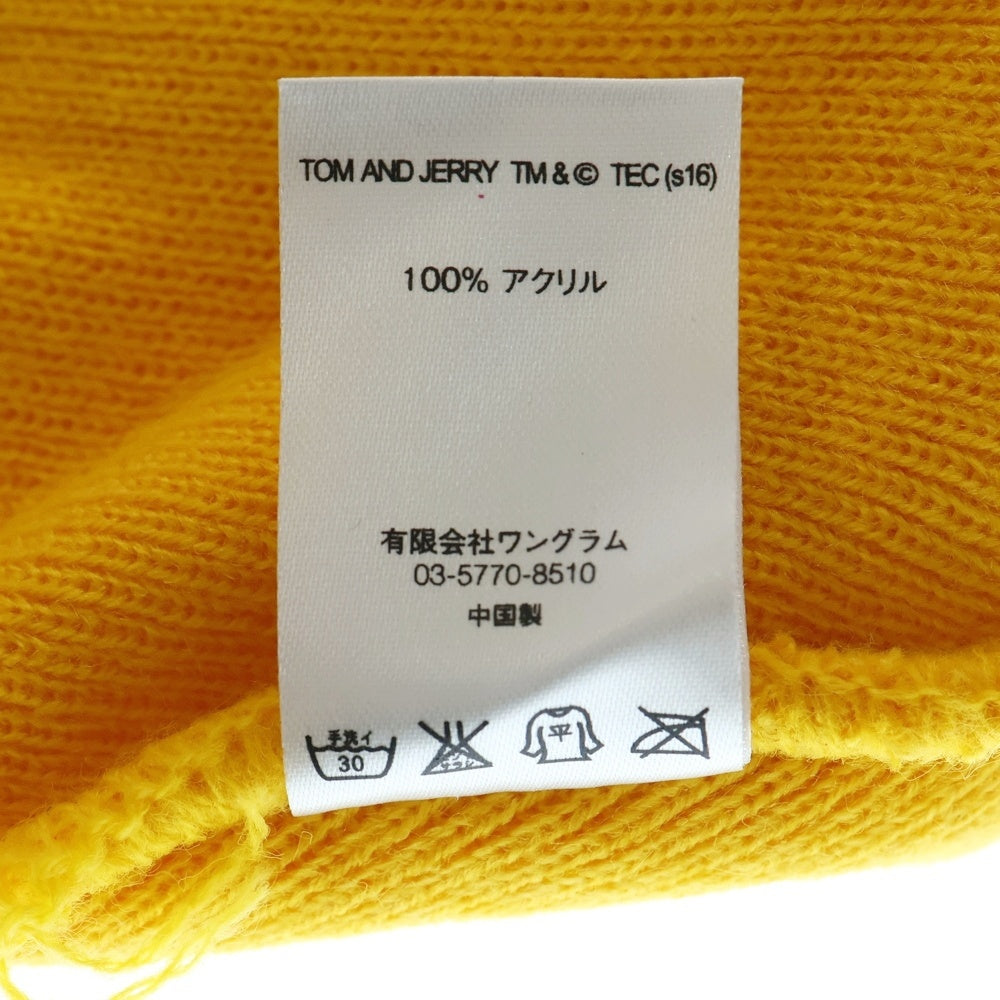 TOM AND JERRY TM & © TEC (s16)
100% アクリル
有限会社ワングラム
03-5770-8510
中国製
手洗イ
30
平